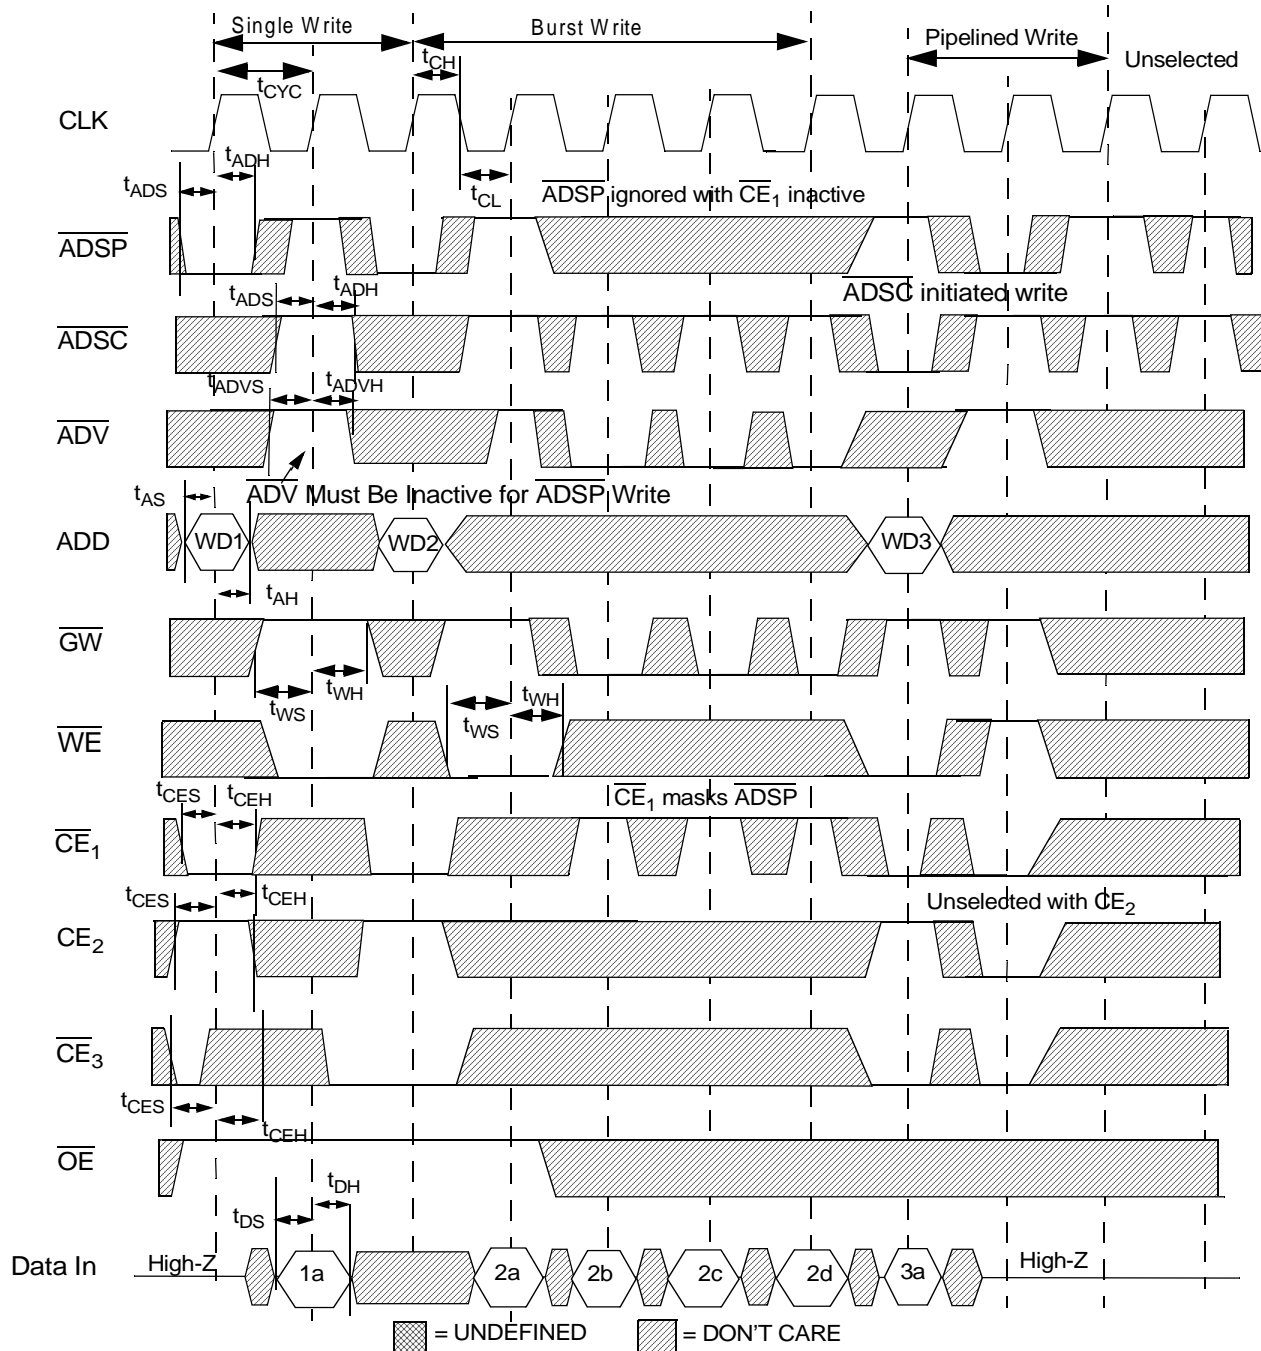 Single Write
Burst Write
Pipelined Write
Unselected
tCH
tCYC
CLK
tADH
tADS
tCL
ADSP ignored with CE1 inactive
ADSP
tADS
tADH
ADSC initiated write
ADSC
tADVS
tADVH
ADV
tAS
ADV Must Be Inactive for ADSP Write
ADD
WD1
WD2
WD3
tAH
GW
tWS
tWH
tWS
tWH
WE
tCES
tCEH
CE1 masks ADSP
CE1
tCES
tCEH
Unselected with CE2
CE2
CE3
tCES
tCEH
OE
tDH
tDS
Data In
High-Z
1a
2a
2b
2c
2d
3a
High-Z
= UNDEFINED
= DON'T CARE